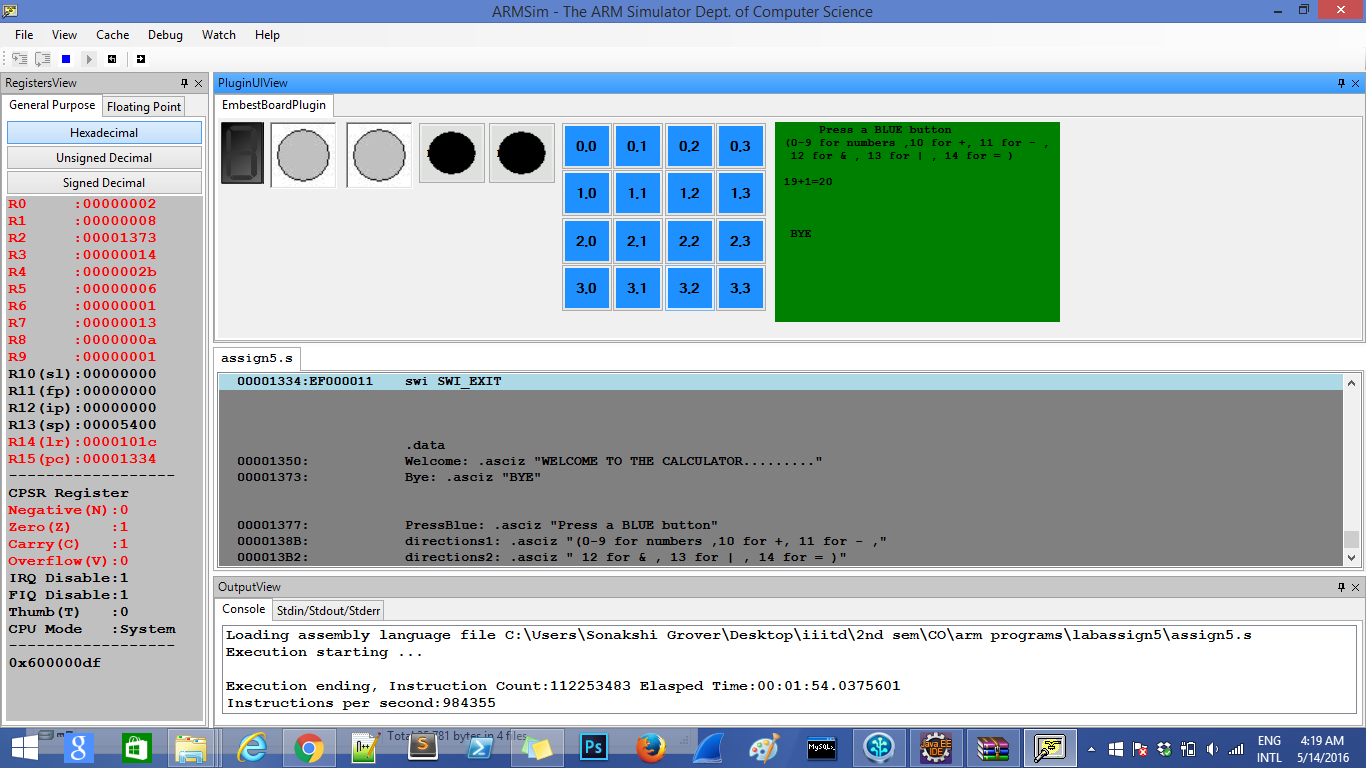 ARMSim - The ARM Simulator Dept. of Computer Science
File View Cache Debug Watch Help
RegistersView
General Purpose Floating Point
Hexadecimal
Unsigned Decimal
Signed Decimal
R0 :00000002
R1 :00000008
R2 :00001373
R3 :00000014
R4 :0000002b
R5 :00000006
R6 :00000001
R7 :00000013
R8 :0000000a
R9 :00000001
R10(sl):00000000
R11(fp):00000000
R12(ip):00000000
R13(sp):00005400
R14(lr):0000101c
R15(pc):00001334
------------------
CPSR Register
Negative(N):0
Zero(Z) :1
Carry(C) :1
Overflow(V):0
IRQ Disable:1
FIQ Disable:1
Thumb(T) :0
CPU Mode :System
------------------
0x600000df
PluginUIView
EmbestBoardPlugin
0.0 0.1 0.2 0.3
1.0 1.1 1.2 1.3
2.0 2.1 2.2 2.3
3.0 3.1 3.2 3.3
Press a BLUE button
(0-9 for numbers ,10 for +, 11 for - ,
12 for & , 13 for | , 14 for = )
19+1=20
BYE
assign5.s
00001334:EF000011 swi SWI_EXIT
.data
00001350: Welcome: .asciz "WELCOME TO THE CALCULATOR........."
00001373: Bye: .asciz "BYE"
00001377: PressBlue: .asciz "Press a BLUE button"
0000138B: directions1: .asciz "(0-9 for numbers ,10 for +, 11 for - ,"
000013B2: directions2: .asciz " 12 for & , 13 for | , 14 for = )"
OutputView
Console Stdin/Stdout/Stderr
Loading assembly language file C:\Users\Sonakshi Grover\Desktop\iiitd\2nd sem\CO\arm programs\labassign5\assign5.s
Execution starting ...
Execution ending, Instruction Count:112253483 Elasped Time:00:01:54.0375601
Instructions per second:984355
bytes in 4 files
g
S
Ps
MySQL
Java EE
IDE
ENG
INTL
4:19 AM
5/14/2016